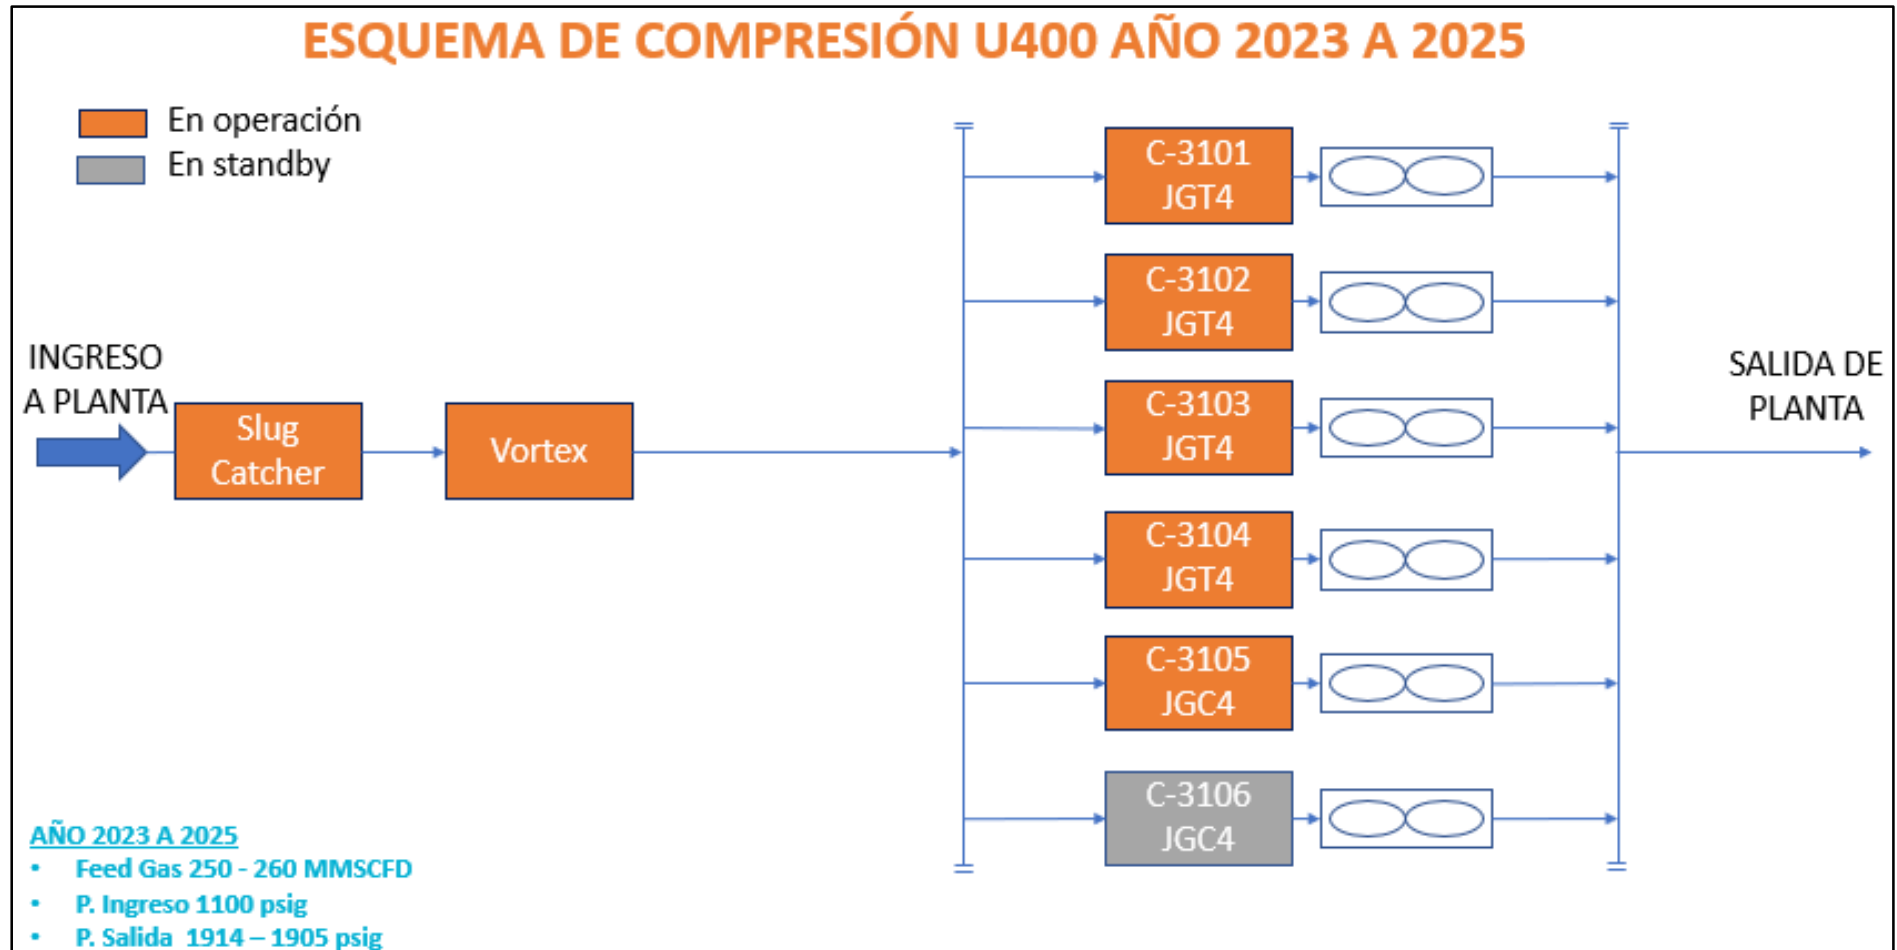 ESQUEMA DE COMPRESIÓN U400 AÑO 2023 A 2025
En operación
En standby
INGRESO
A PLANTA
Slug
Catcher
Vortex
C-3101
JGT4
C-3102
JGT4
C-3103
JGT4
C-3104
JGT4
C-3105
JGC4
C-3106
JGC4
SALIDA DE
PLANTA
AÑO 2023 A 2025
• Feed Gas 250 - 260 MMSCFD
• P. Ingreso 1100 psig
• P. Salida 1914 – 1905 psig